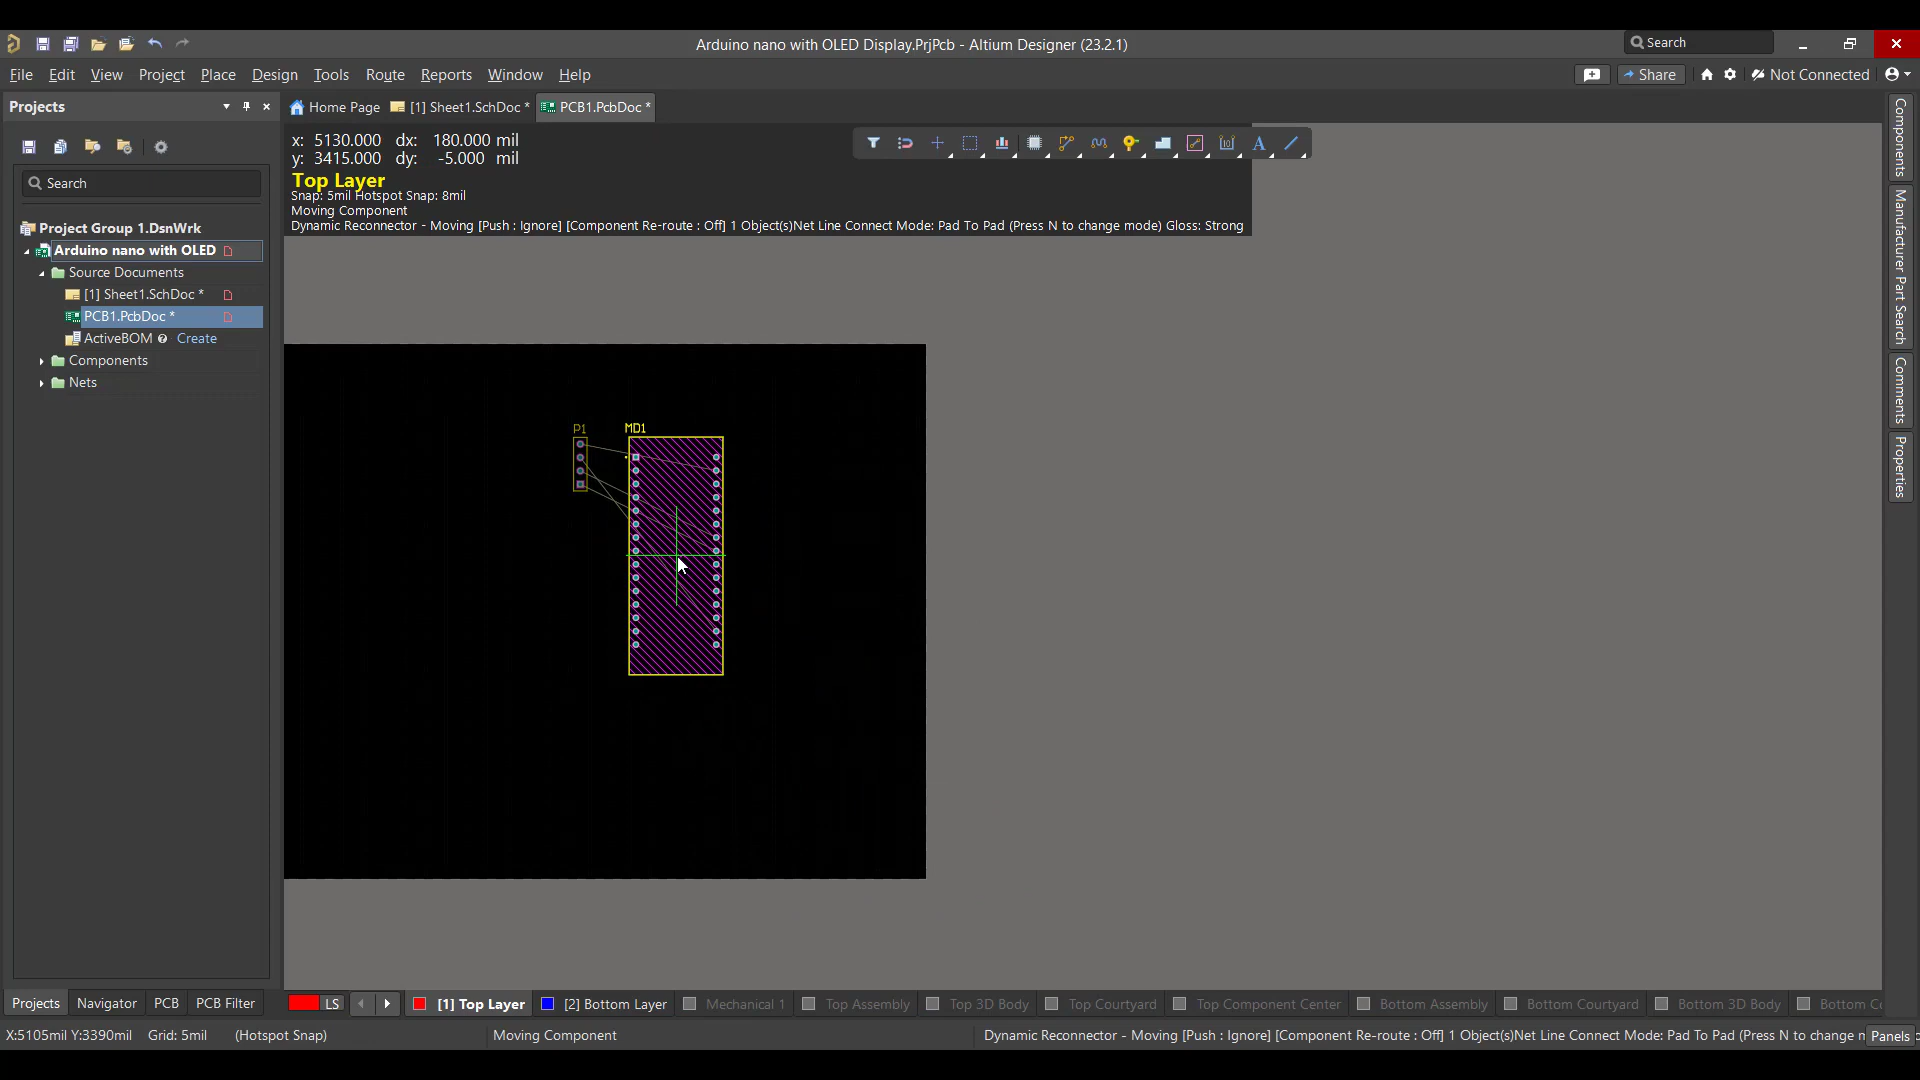 Arduino nano with OLED Display.PrjPcb - Altium Designer (23.2.1)
Search
File Edit View Project Place Design Tools Route Reports Window Help
Share
Not Connected
Projects
Home Page
[1] Sheet1.SchDoc *
PCB1.PcbDoc *
x: 5130.000 dx: 180.000 mil
y: 3415.000 dy: -5.000 mil
Top Layer
Snap: 5mil Hotspot Snap: 8mil
Moving Component
Dynamic Reconnector - Moving [Push : Ignore] [Component Re-route : Off] 1 Object(s)Net Line Connect Mode: Pad To Pad (Press N to change mode) Gloss: Strong
Search
Project Group 1.DsnWrk
Arduino nano with OLED
Source Documents
[1] Sheet1.SchDoc *
PCB1.PcbDoc *
ActiveBOM Create
Components
Nets
P1
MD1
Components
Manufacturer Part Search
Comments
Properties
Projects Navigator PCB PCB Filter
LS
[1] Top Layer
[2] Bottom Layer
Mechanical 1
Top Assembly
Top 3D Body
Top Courtyard
Top Component Center
Bottom Assembly
Bottom Courtyard
Bottom 3D Body
Bottom
X:5105mil Y:3390mil Grid: 5mil (Hotspot Snap)
Moving Component
Dynamic Reconnector - Moving [Push : Ignore] [Component Re-route : Off] 1 Object(s)Net Line Connect Mode: Pad To Pad (Press N to change
Panels